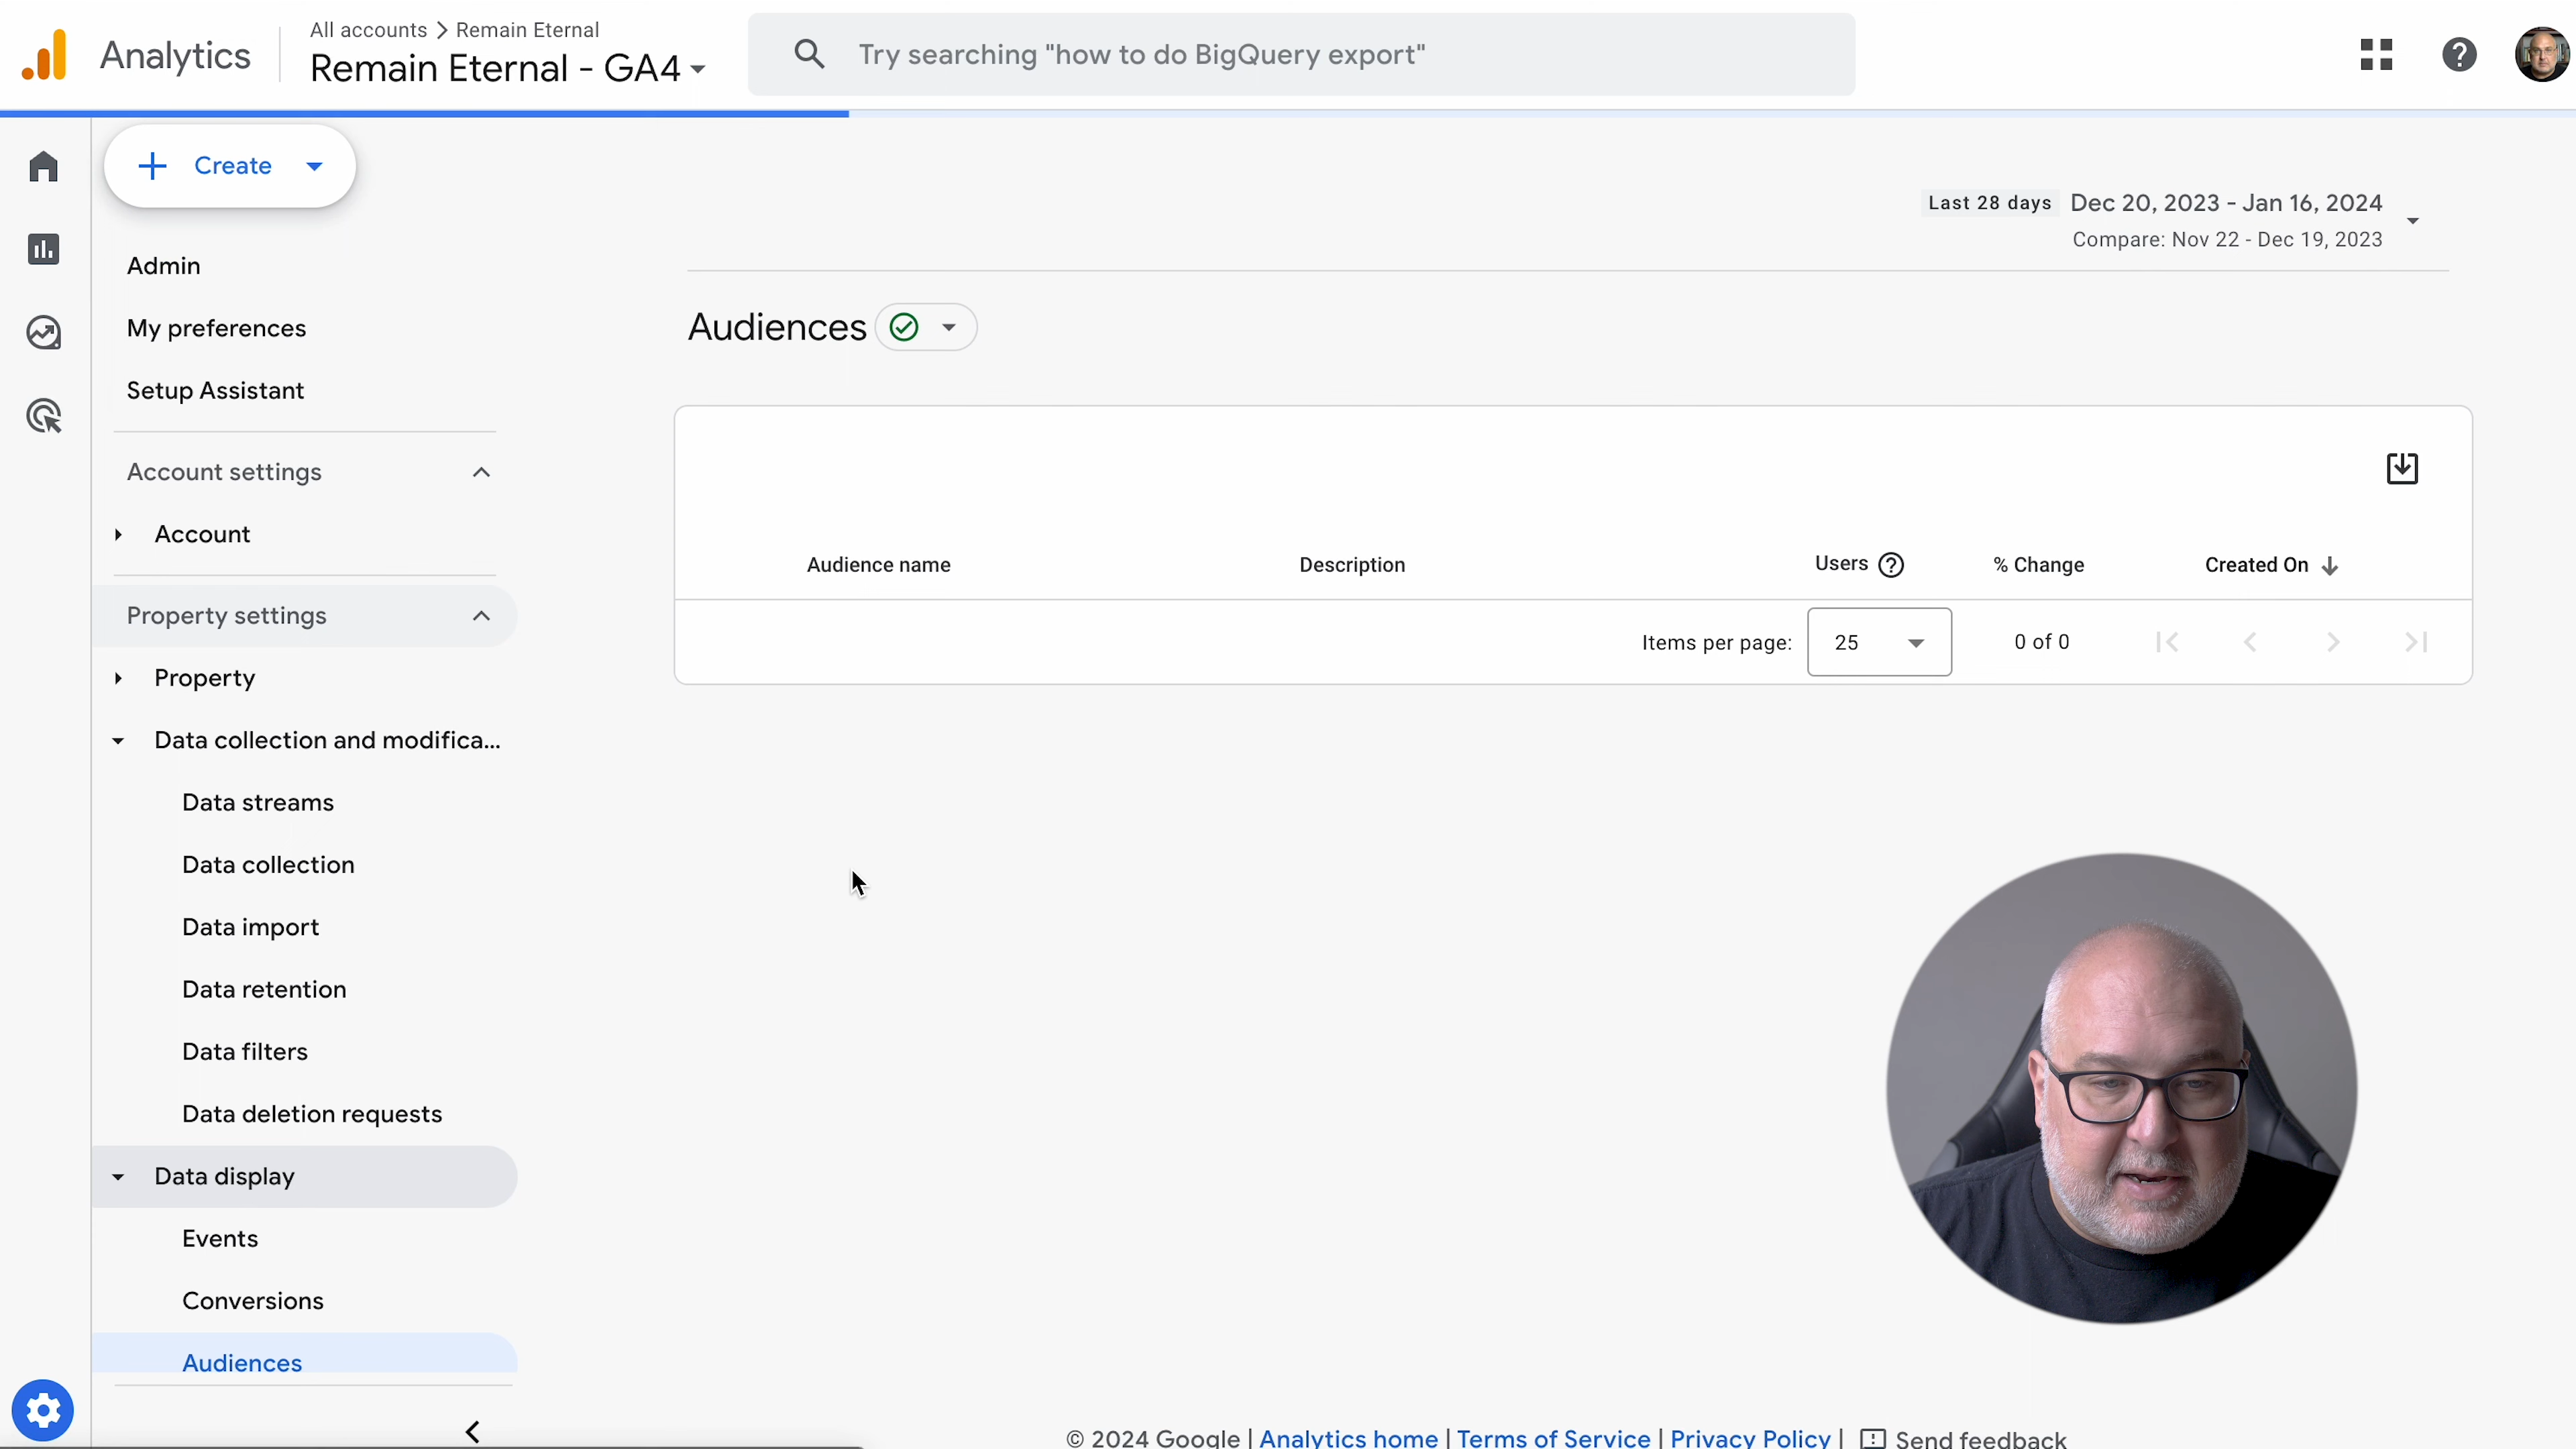 Analytics
All accounts > Remain Eternal
Remain Eternal - GA4
Try searching "how to do BigQuery export"
Create
Last 28 days Dec 20, 2023 - Jan 16, 2024
Compare: Nov 22 - Dec 19, 2023
Admin
My preferences
Setup Assistant
Account settings
Account
Property settings
Property
Data collection and modifica...
Data streams
Data collection
Data import
Data retention
Data filters
Data deletion requests
Data display
Events
Conversions
Audiences
Audiences
Audience name Description Users % Change Created On
Items per page: 25 0 of 0
© 2024 Google | Analytics home | Terms of Service | Privacy Policy | Send feedback